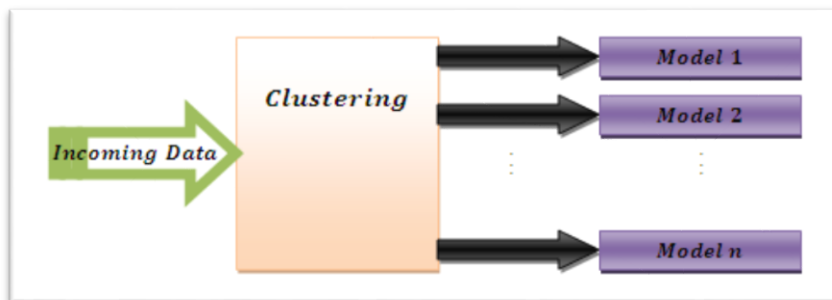 Model 1
Clustering
Model 2
Incoming Data
Model n